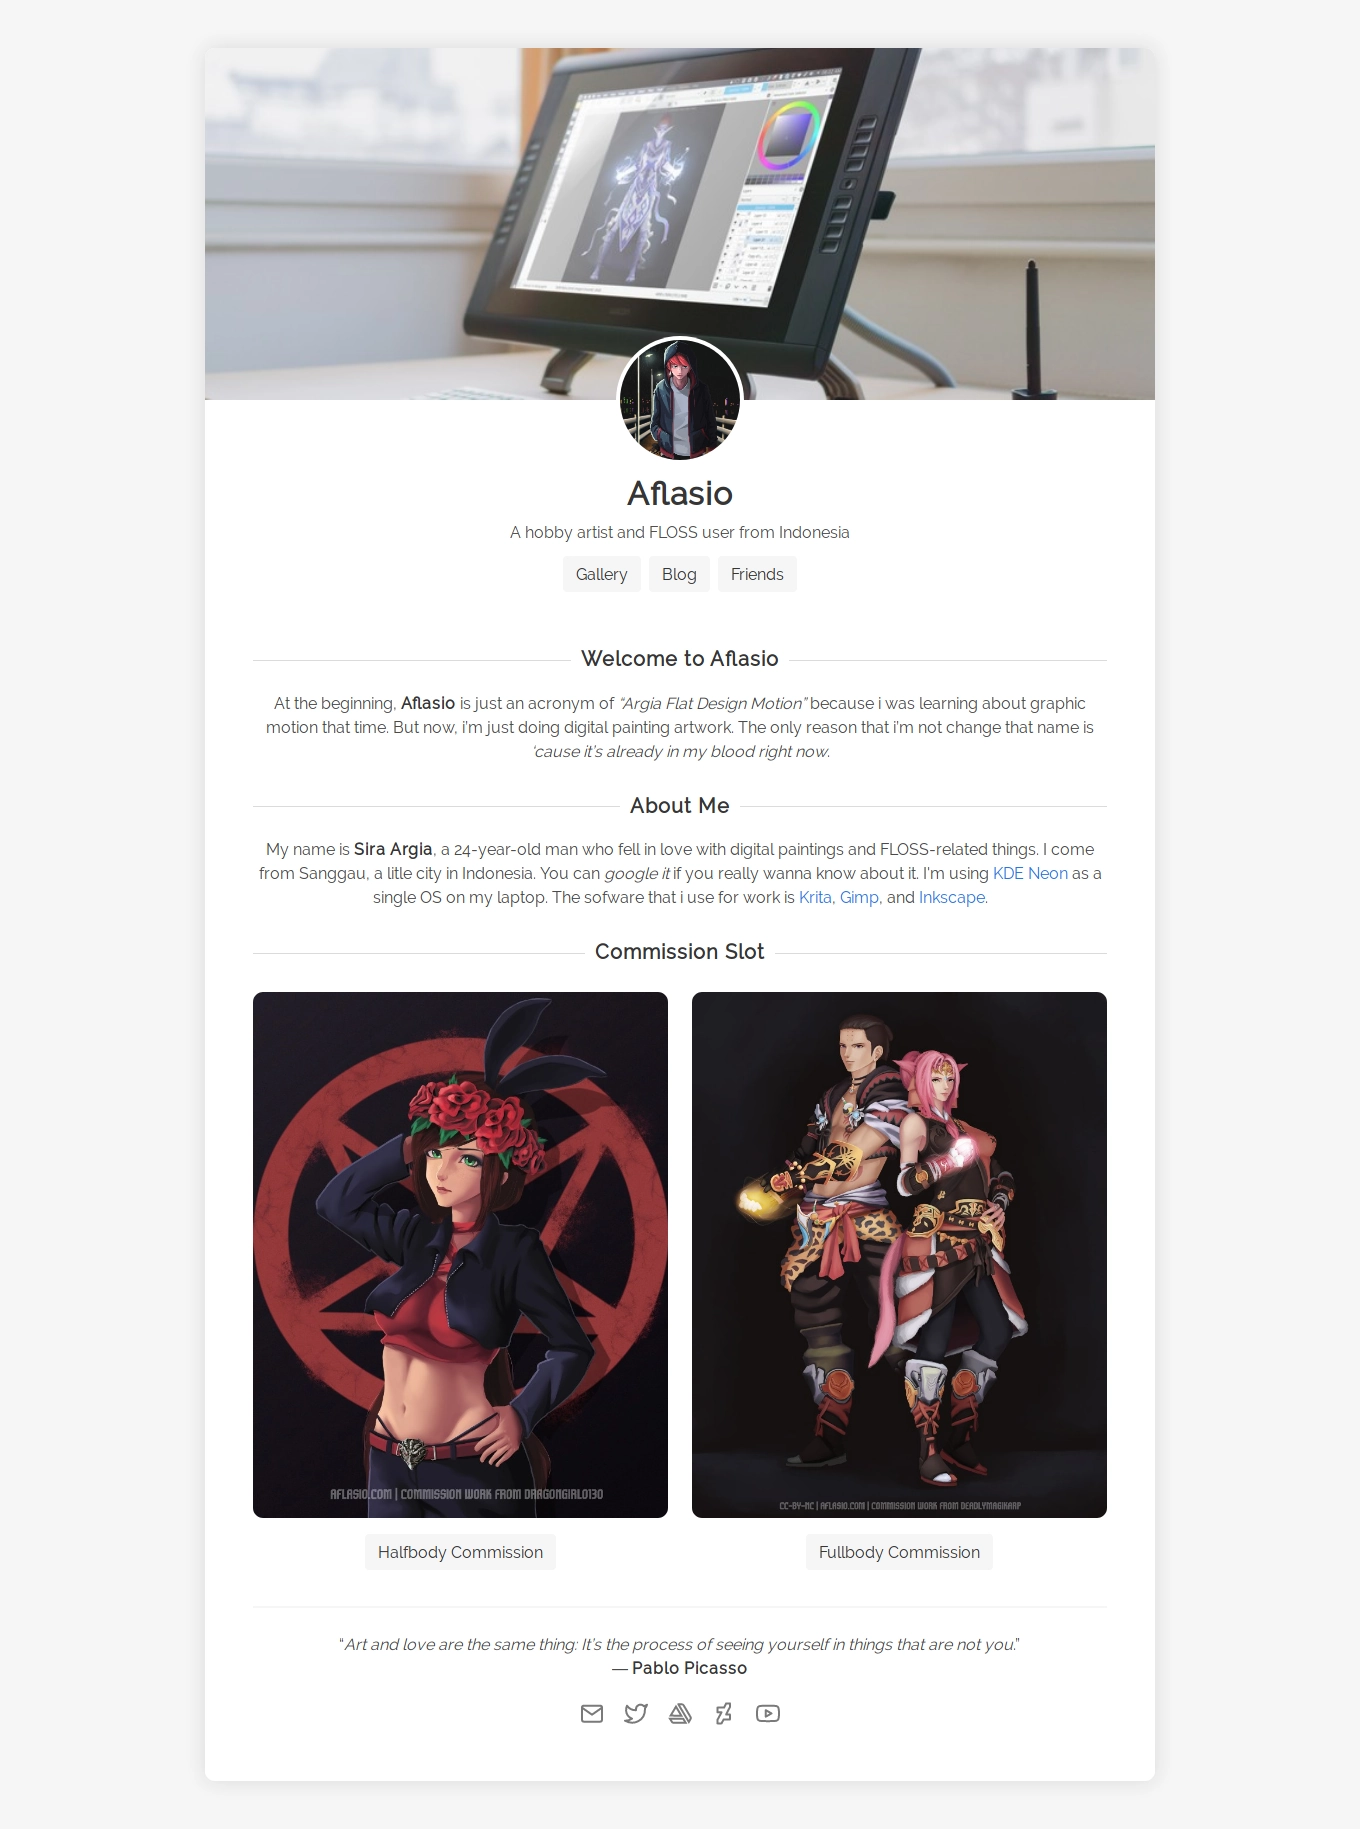 Aflasio
A hobby artist and FLOSS user from Indonesia
Gallery Blog Friends
Welcome to Aflasio
At the beginning, Aflasio is just an acronym of “Argia Flat Design Motion” because i was learning about graphic
motion that time. But now, i’m just doing digital painting artwork. The only reason that i’m not change that name is
‘cause it’s already in my blood right now.
About Me
My name is Sira Argia, a 24-year-old man who fell in love with digital paintings and FLOSS-related things. I come
from Sanggau, a litle city in Indonesia. You can google it if you really wanna know about it. I'm using KDE Neon as a
single OS on my laptop. The sofware that i use for work is Krita, Gimp, and Inkscape.
Commission Slot
AFLASIO.COM | COMMISSION WORK FROM DRAGONGIRL0130
CC-BY-NC | AFLASIO.COM | COMMISSION WORK FROM DEADLYMAGIKARP
Halfbody Commission
Fullbody Commission
“Art and love are the same thing: It’s the process of seeing yourself in things that are not you.”
— Pablo Picasso